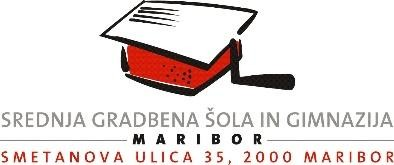 SREDNJA GRADBENA ŠOLA IN GIMNAZIJA
MARIBOR
SMETANOVA ULICA 35, 2000 MARIBOR